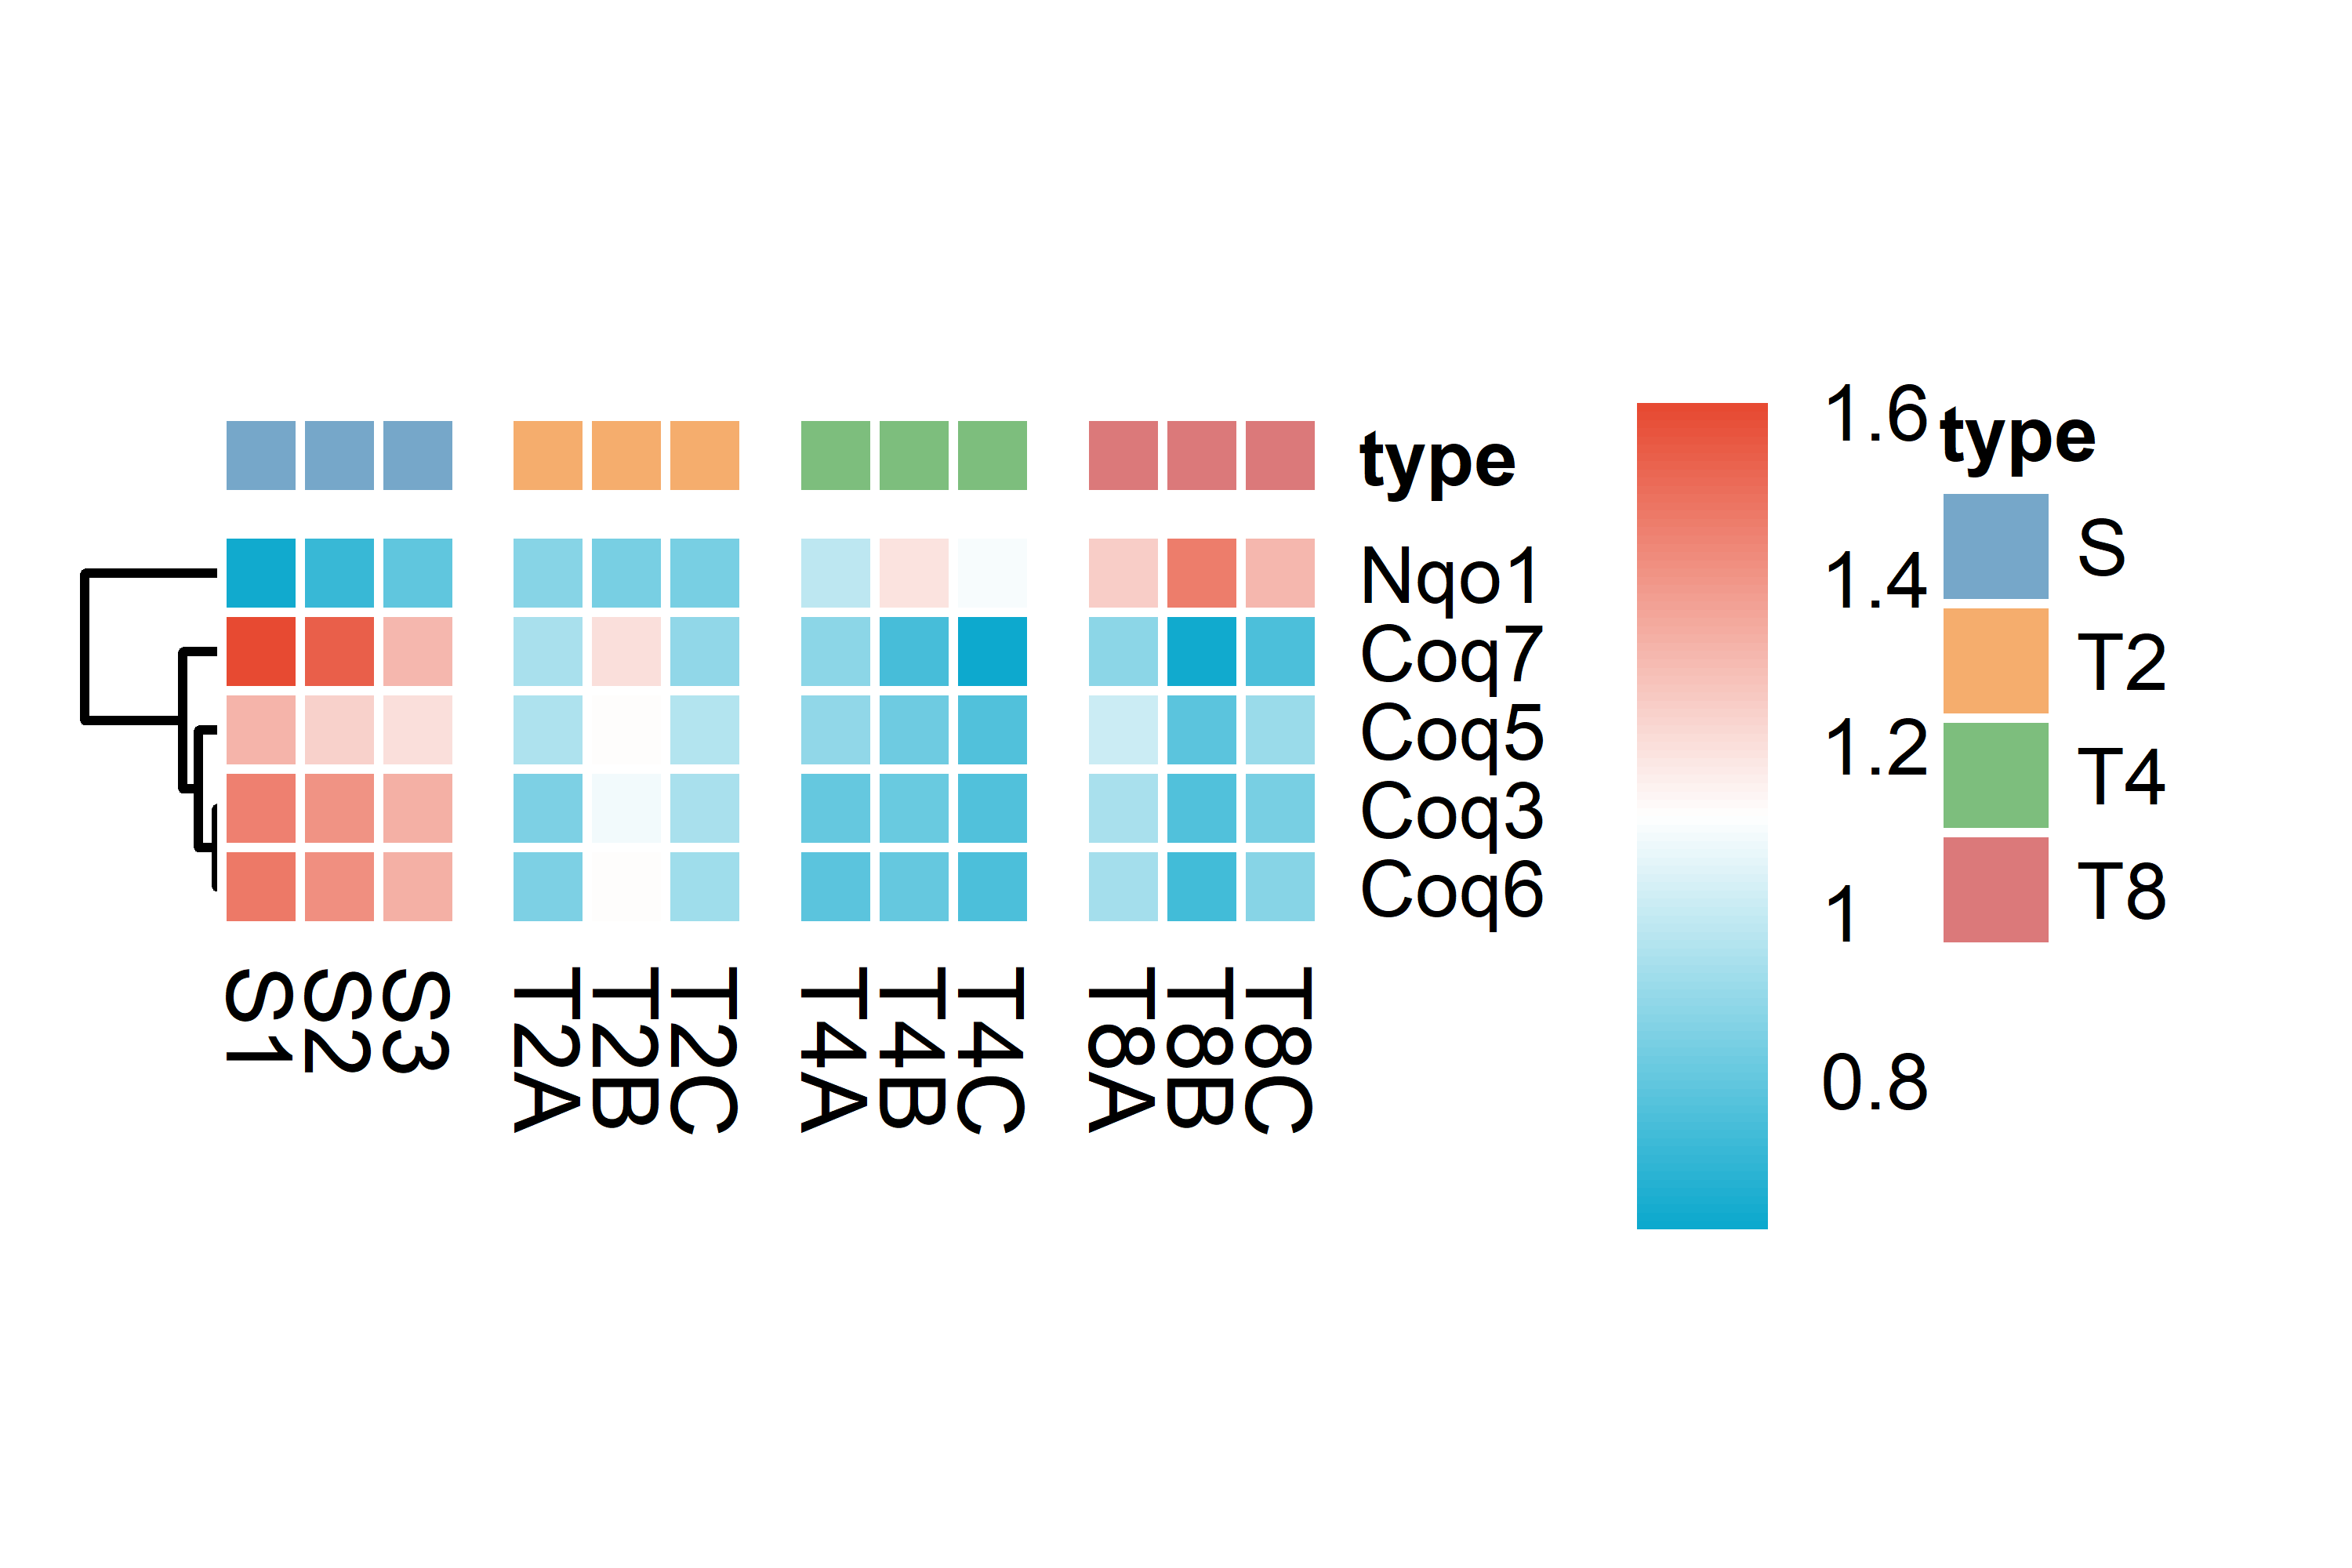 type
Nqo1
Coq7
Coq5
Coq3
Coq6
S1
S2
S3
T2A
T2B
T2C
T4A
T4B
T4C
T8A
T8B
T8C
1.6
1.4
1.2
1
0.8
type
S
T2
T4
T8